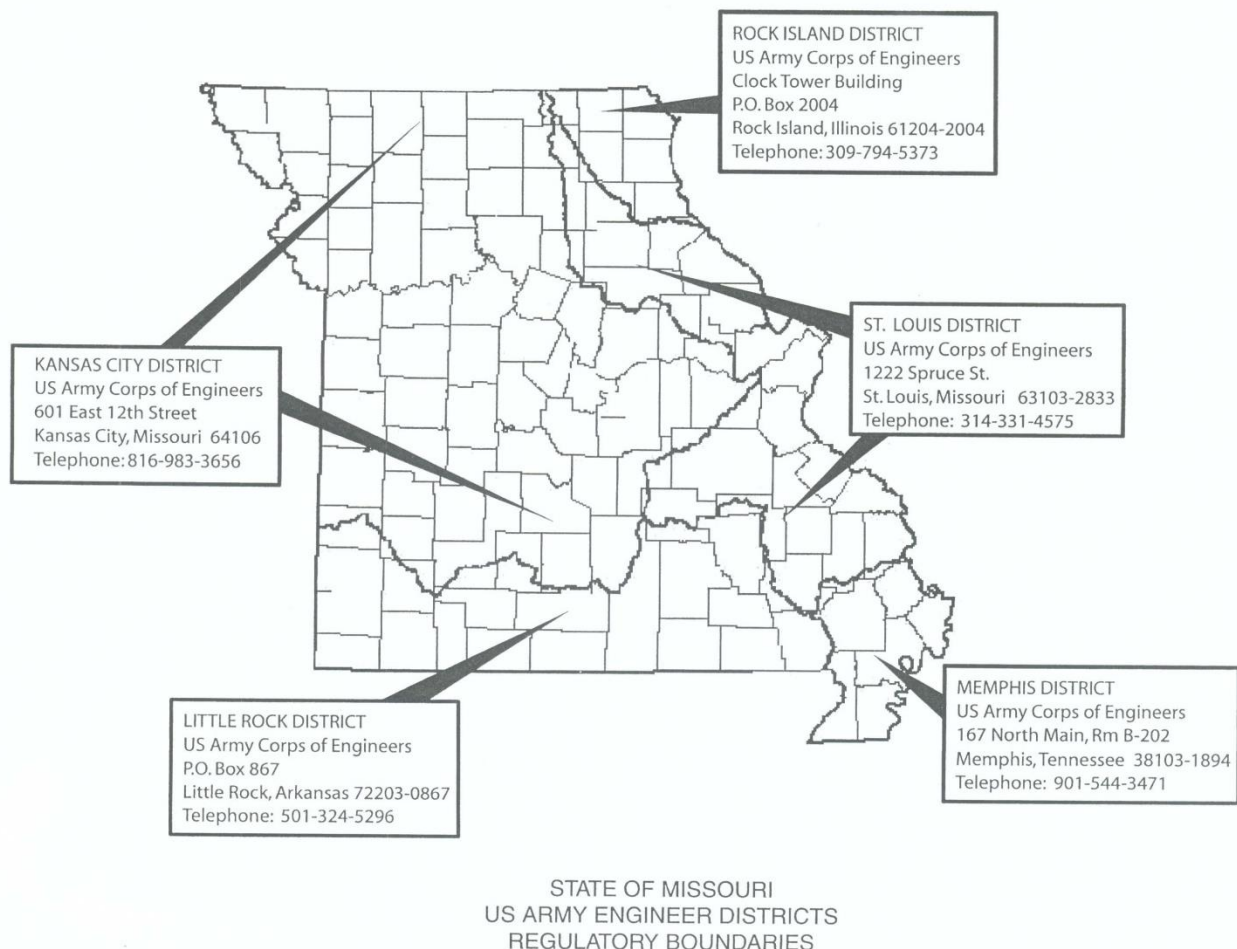 ROCK ISLAND DISTRICT
US Army Corps of Engineers
Clock Tower Building
P.O. Box 2004
Rock Island, Illinois 61204-2004
Telephone: 309-794-5373
ST. LOUIS DISTRICT
US Army Corps of Engineers
1222 Spruce St.
St. Louis, Missouri 63103-2833
Telephone: 314-331-4575
KANSAS CITY DISTRICT
US Army Corps of Engineers
601 East 12th Street
Kansas City, Missouri 64106
Telephone: 816-983-3656
MEMPHIS DISTRICT
US Army Corps of Engineers
167 North Main, Rm B-202
Memphis, Tennessee 38103-1894
Telephone: 901-544-3471
LITTLE ROCK DISTRICT
US Army Corps of Engineers
P.O. Box 867
Little Rock, Arkansas 72203-0867
Telephone: 501-324-5296
STATE OF MISSOURI
US ARMY ENGINEER DISTRICTS
REGULATORY BOUNDARIES